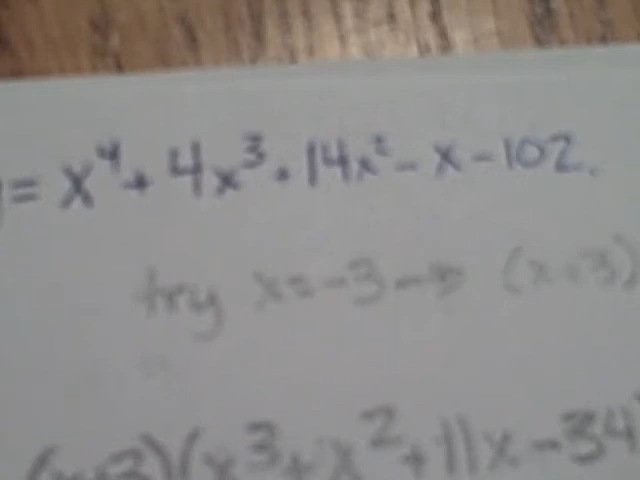 = x⁴ + 4x³ + 14x² - x - 102.
try x = -3 → (x+3)
(x+3)(x³ + x² + 11x - 34)